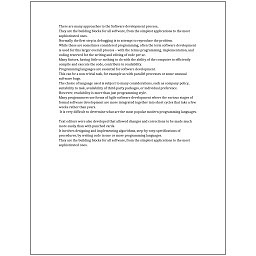 There are many approaches to the Software development process.
They are the building blocks for all software, from the simplest applications to the most
sophisticated ones.
Normally the first step in debugging is to attempt to reproduce the problem.
While these are sometimes considered programming, often the term software development
is used for this larger overall process – with the terms programming, implementation, and
coding reserved for the writing and editing of code per se.
Many factors, having little or nothing to do with the ability of the computer to efficiently
compile and execute the code, contribute to readability.
Programming languages are essential for software development.
This can be a non-trivial task, for example as with parallel processes or some unusual
software bugs.
The choice of language used is subject to many considerations, such as company policy,
suitability to task, availability of third-party packages, or individual preference.
However, readability is more than just programming style.
Many programmers use forms of Agile software development where the various stages of
formal software development are more integrated together into short cycles that take a few
weeks rather than years.
It is very difficult to determine what are the most popular modern programming languages.

Text editors were also developed that allowed changes and corrections to be made much
more easily than with punched cards.
It involves designing and implementing algorithms, step-by-step specifications of
procedures, by writing code in one or more programming languages.
They are the building blocks for all software, from the simplest applications to the most
sophisticated ones.